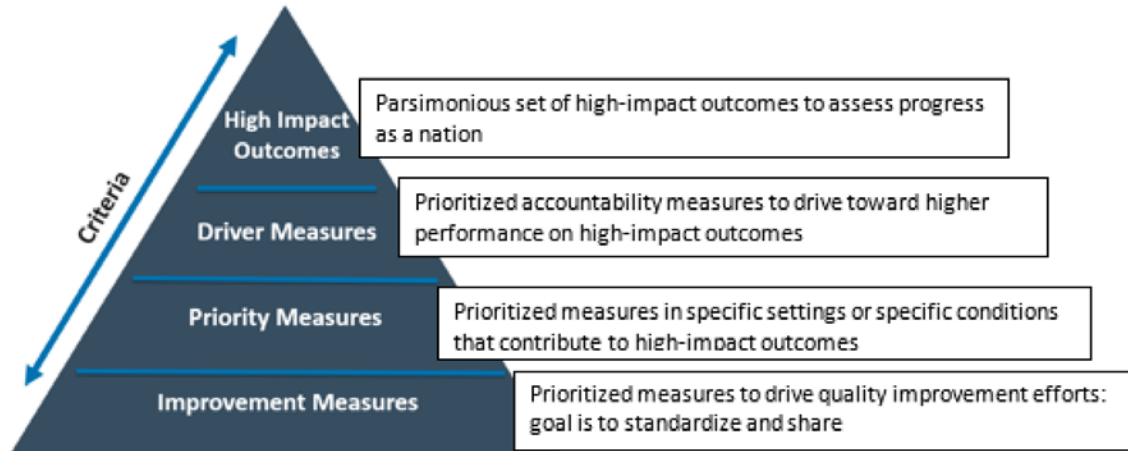 Criteria
High Impact
Outcomes
Parsimonious set of high-impact outcomes to assess progress
as a nation
Driver Measures
Prioritized accountability measures to drive toward higher
performance on high-impact outcomes
Priority Measures
Prioritized measures in specific settings or specific conditions
that contribute to high-impact outcomes
Improvement Measures
Prioritized measures to drive quality improvement efforts:
goal is to standardize and share